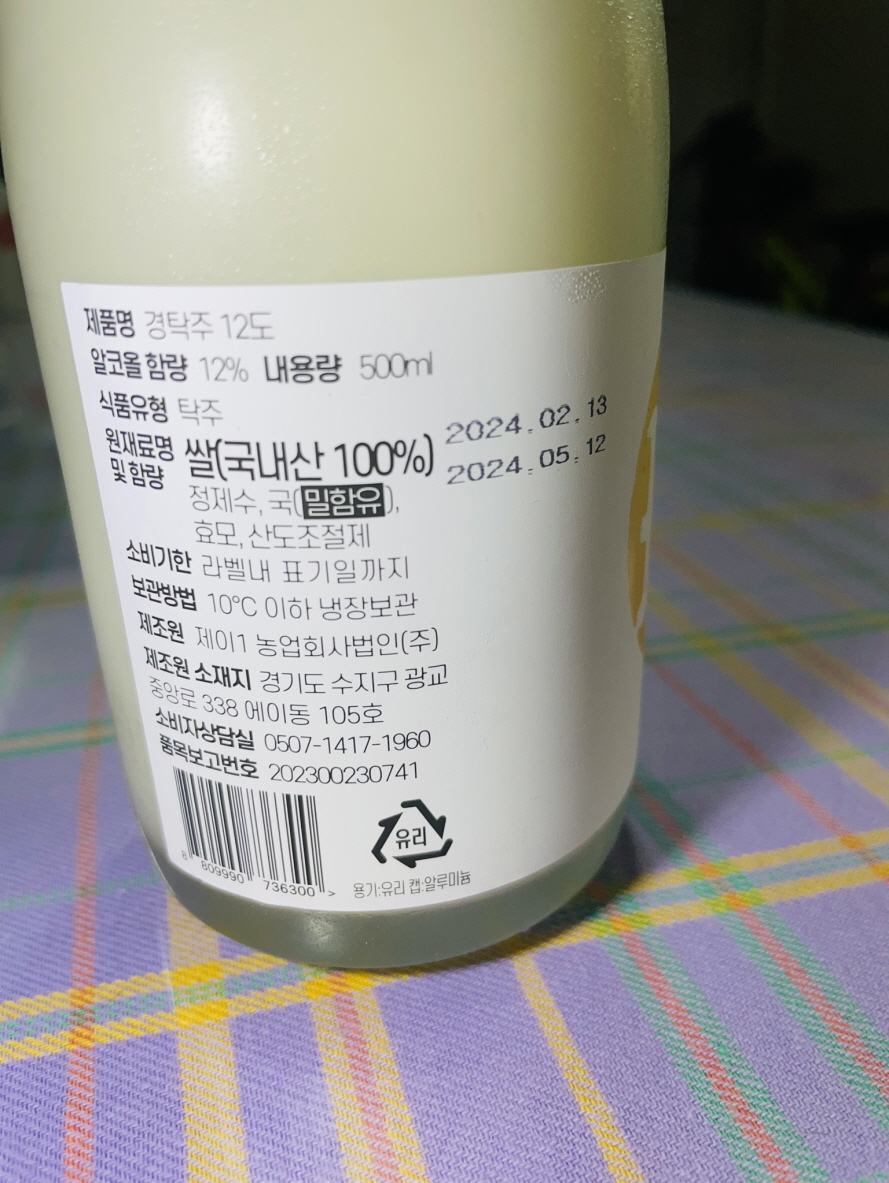 제품명 경탁주 12도
알코올 함량 12% 내용량 500ml
식품유형 탁주
원재료명 및 함량 쌀(국내산 100%)
정제수, 국(밀함유),
효모, 산도조절제
2024.02.13
2024.05.12
소비기한 라벨내 표기일까지
보관방법 10°C 이하 냉장보관
제조원 제이1 농업회사법인(주)
제조원 소재지 경기도 수지구 광교
중앙로 338 에이동 105호
소비자상담실 0507-1417-1960
품목보고번호 202300230741
8 809990 736300 >
유리
용기:유리 캡:알루미늄